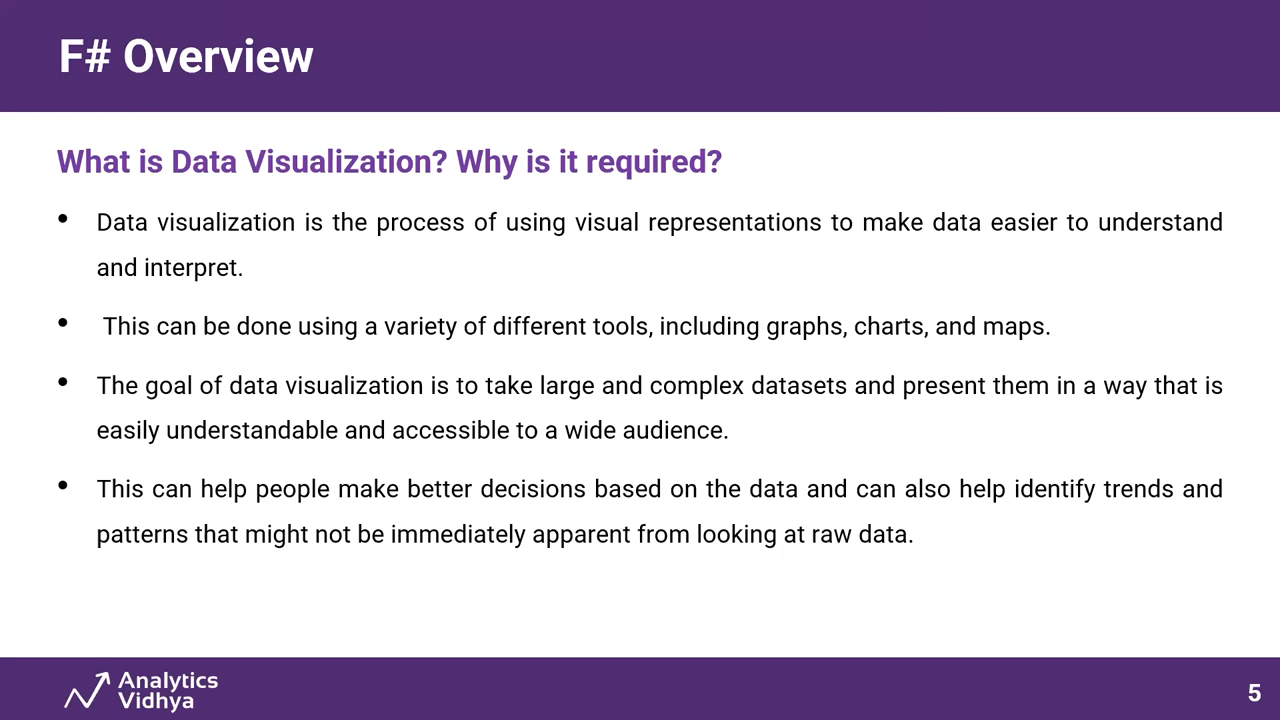 F# Overview
What is Data Visualization? Why is it required?
• Data visualization is the process of using visual representations to make data easier to understand
and interpret.
• This can be done using a variety of different tools, including graphs, charts, and maps.
• The goal of data visualization is to take large and complex datasets and present them in a way that is
easily understandable and accessible to a wide audience.
• This can help people make better decisions based on the data and can also help identify trends and
patterns that might not be immediately apparent from looking at raw data.
Analytics
Vidhya
5